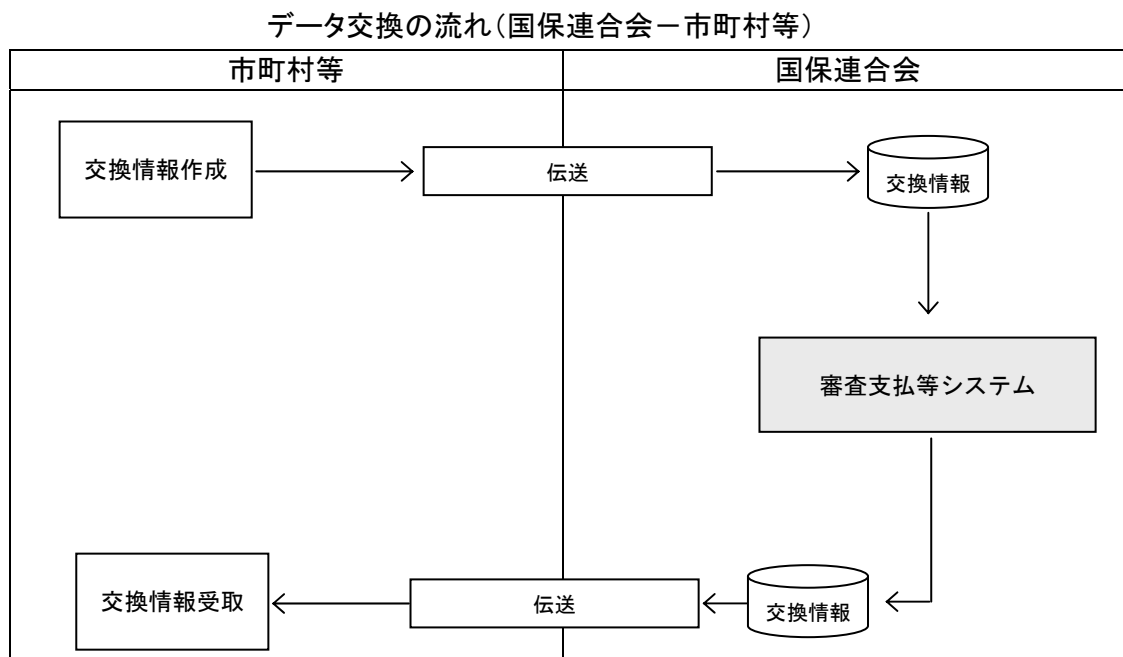 データ交換の流れ（国保連合会－市町村等）
市町村等
国保連合会
交換情報作成
伝送
交換情報
審査支払等システム
交換情報受取
伝送
交換情報